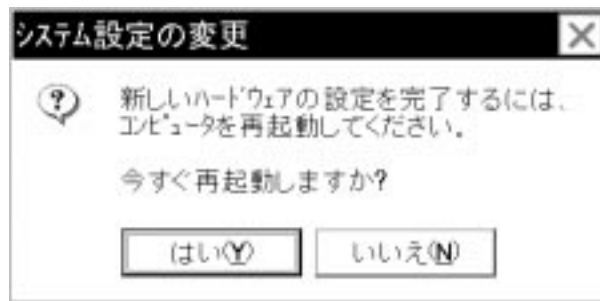 システム設定の変更
新しいﾊｰﾄﾞｳｪｱの設定を完了するには、
ｺﾝﾋﾟｭｰﾀを再起動してください。
今すぐ再起動しますか?
はい(Y)
いいえ(N)